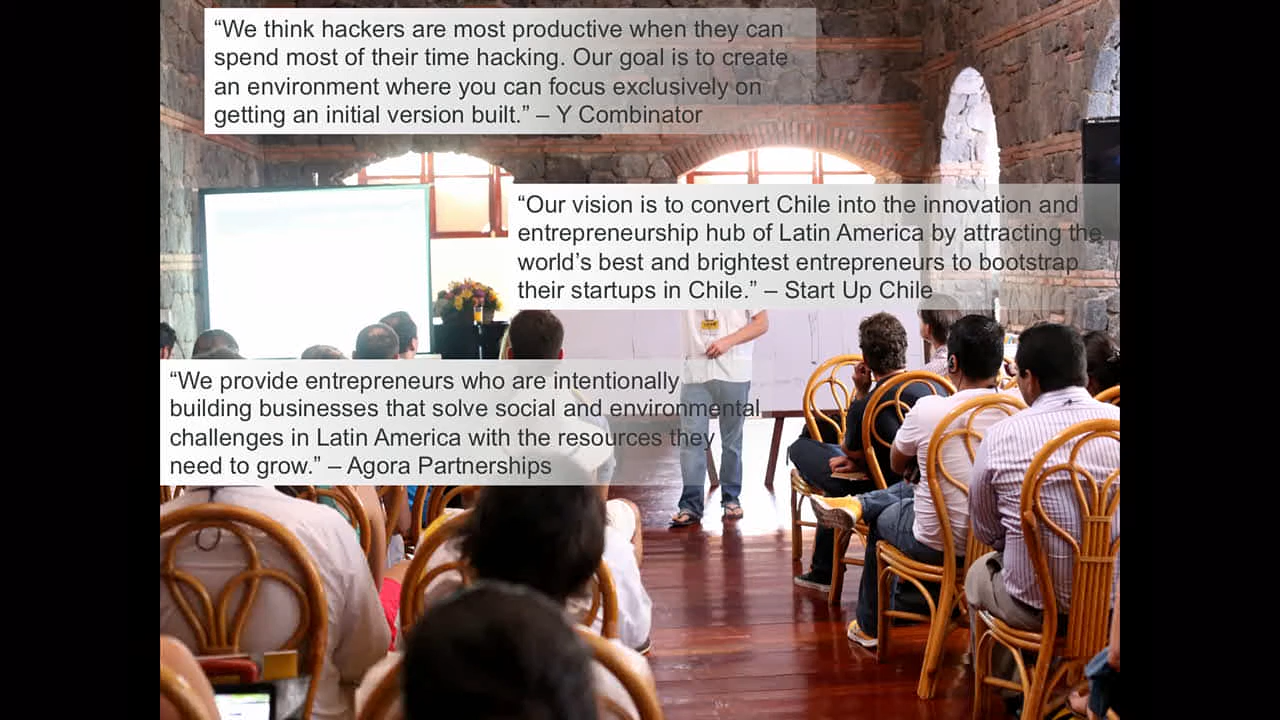 “We think hackers are most productive when they can
spend most of their time hacking. Our goal is to create
an environment where you can focus exclusively on
getting an initial version built.” – Y Combinator
“Our vision is to convert Chile into the innovation and
entrepreneurship hub of Latin America by attracting the
world’s best and brightest entrepreneurs to bootstrap
their startups in Chile.” – Start Up Chile
“We provide entrepreneurs who are intentionally
building businesses that solve social and environmental
challenges in Latin America with the resources they
need to grow.” – Agora Partnerships